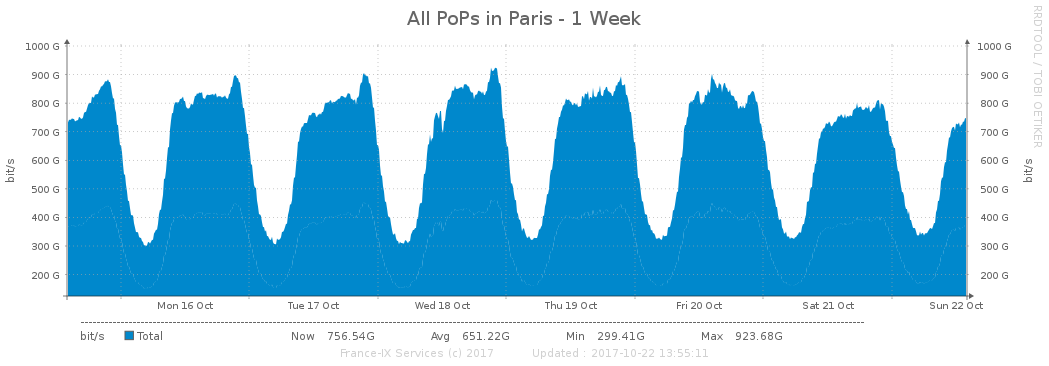 All PoPs in Paris - 1 Week
RRDTOOL / TOBI OETIKER
bit/s
1000 G
900 G
800 G
700 G
600 G
500 G
400 G
300 G
200 G
1000 G
900 G
800 G
700 G
600 G
500 G
400 G
300 G
200 G
bit/s
Mon 16 Oct Tue 17 Oct Wed 18 Oct Thu 19 Oct Fri 20 Oct Sat 21 Oct Sun 22 Oct
bit/s Total Now 756.54G Avg 651.22G Min 299.41G Max 923.68G
France-IX Services (c) 2017 Updated : 2017-10-22 13:55:11